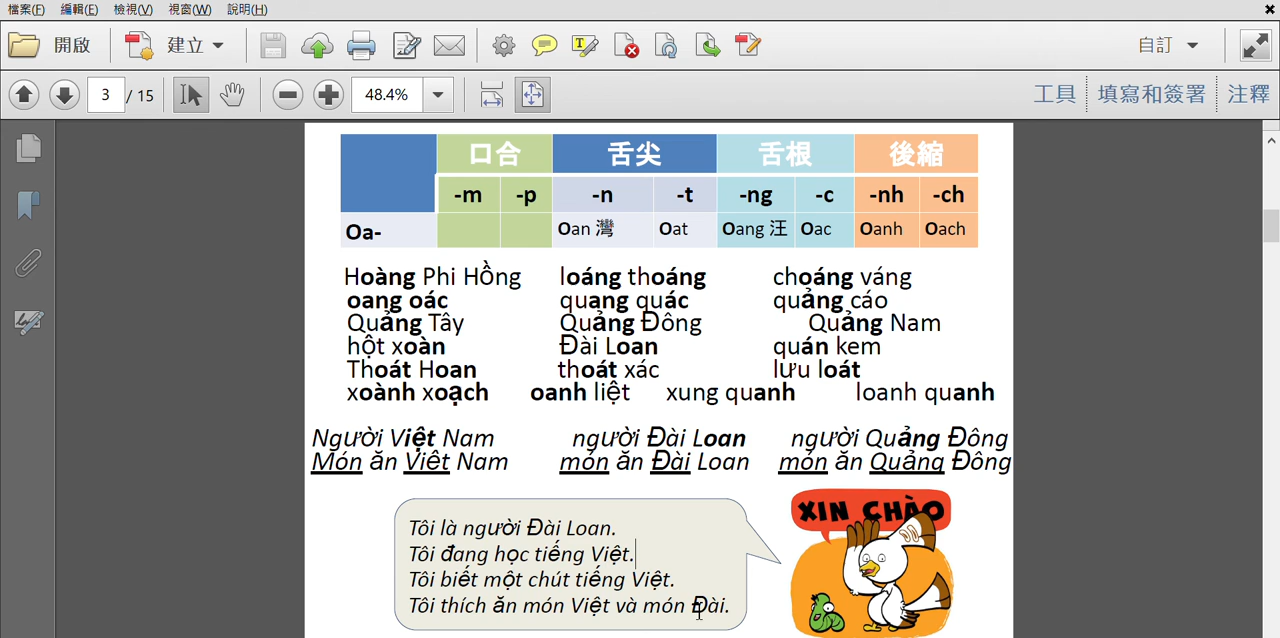 檔案(F) 編輯(E) 檢視(V) 視窗(W) 說明(H)
開啟 建立 自訂
3 / 15 48.4% 工具 填寫和簽署 注釋
口合 舌尖 舌根 後縮
-m -p -n -t -ng -c -nh -ch
Oa- Oan 灣 Oat Oang 汪 Oac Oanh Oach
Hoàng Phi Hồng loáng thoáng choáng váng
oang oác quang quác quảng cáo
Quảng Tây Quảng Đông Quảng Nam
hột xoàn Đài Loan quán kem
Thoát Hoan thoát xác lưu loát
xoành xoạch oanh liệt xung quanh loanh quanh
Người Việt Nam người Đài Loan người Quảng Đông
Món ăn Việt Nam món ăn Đài Loan món ăn Quảng Đông
Tôi là người Đài Loan.
Tôi đang học tiếng Việt.
Tôi biết một chút tiếng Việt.
Tôi thích ăn món Việt và món Đài.
XIN CHÀO